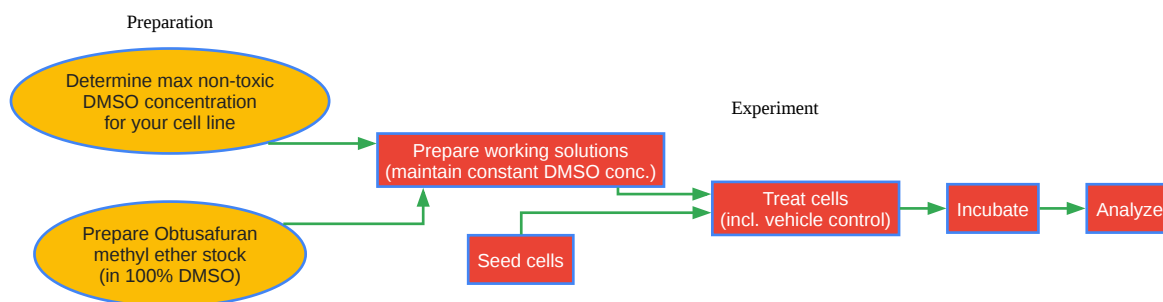 Preparation
Determine max non-toxic
DMSO concentration
for your cell line
Prepare Obtusafuran
methyl ether stock
(in 100% DMSO)
Experiment
Prepare working solutions
(maintain constant DMSO conc.)
Seed cells
Treat cells
(incl. vehicle control)
Incubate
Analyze